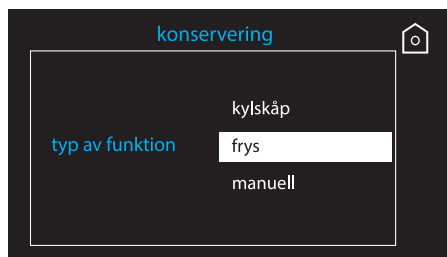 konservering
kylskåp
typ av funktion
frys
manuell